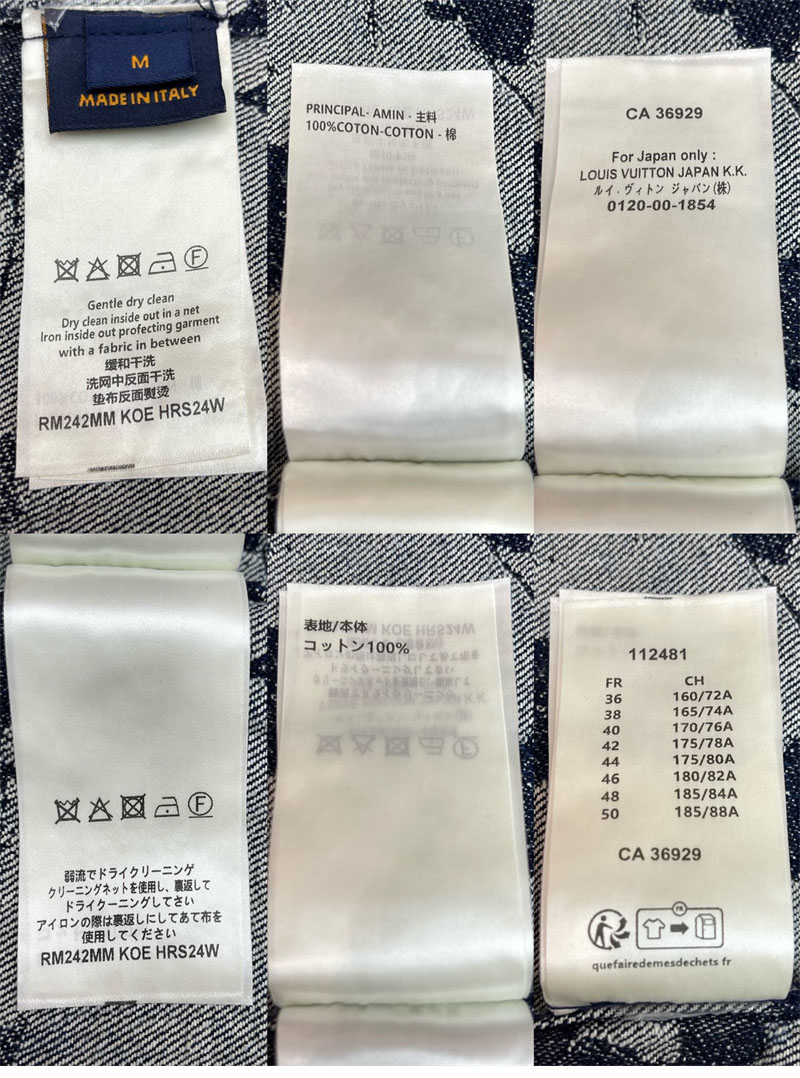 M
MADE IN ITALY
Gentle dry clean
Dry clean inside out in a net
Iron inside out profecting garment
with a fabric in between
缓和干洗
洗网中反面干洗
垫布反面熨烫
RM242MM KOE HRS24W
PRINCIPAL- AMIN - 主料
100%COTON-COTTON - 棉
CA 36929
For Japan only :
LOUIS VUITTON JAPAN K.K.
ルイ・ヴィトン ジャパン(株)
0120-00-1854
F
弱流でドライクリーニング
クリーニングネットを使用し、裏返して
ドライクリーニングしてさい
アイロンの際は裏返しにしてあて布を
使用してください
RM242MM KOE HRS24W
表地/本体
コットン100%
112481
FR CH
36 160/72A
38 165/74A
40 170/76A
42 175/78A
44 175/80A
46 180/82A
48 185/84A
50 185/88A
CA 36929
FR
quefairedemesdechets fr